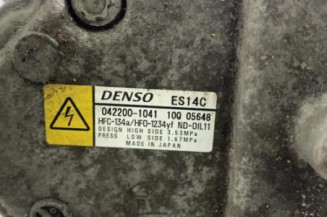 DENSO ES14C
042200-1041 10Q 05648
HFC-134a/HFO-1234yf ND-OIL11
DESIGN HIGH SIDE 3.53MPa
PRESS LOW SIDE 1.67MPa
MADE IN JAPAN